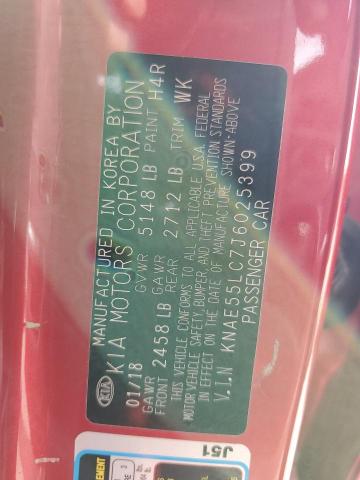 MANUFACTURED IN KOREA BY
KIA MOTORS CORPORATION
KIA
01/18 GVWR 5148 LB PAINT H4R
GAWR FRONT 2458 LB GAWR REAR 2712 LB TRIM WK
THIS VEHICLE CONFORMS TO ALL APPLICABLE U.S.A. FEDERAL
MOTOR VEHICLE SAFETY, BUMPER, AND THEFT PREVENTION STANDARDS
IN EFFECT ON THE DATE OF MANUFACTURE SHOWN ABOVE
V.I.N KNAE55LC7J6025399
PASSENGER CAR
J51